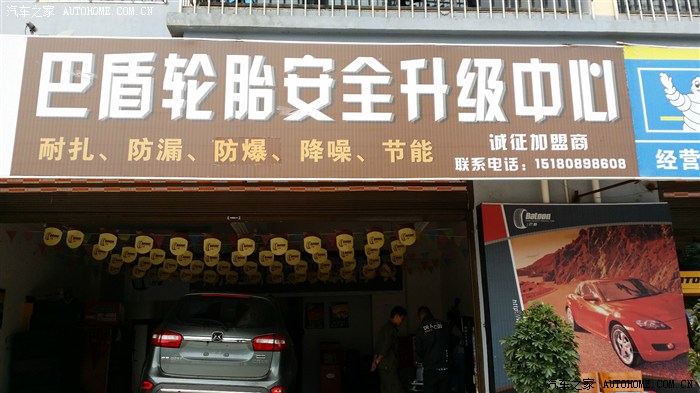 汽车之家 AUTOHOME.COM.CN
巴盾轮胎安全升级中心
耐扎、防漏、防爆、降噪、节能
诚征加盟商
联系电话：15180898608
经营
Batoon
汽车之家 AUTOHOME.COM.CN